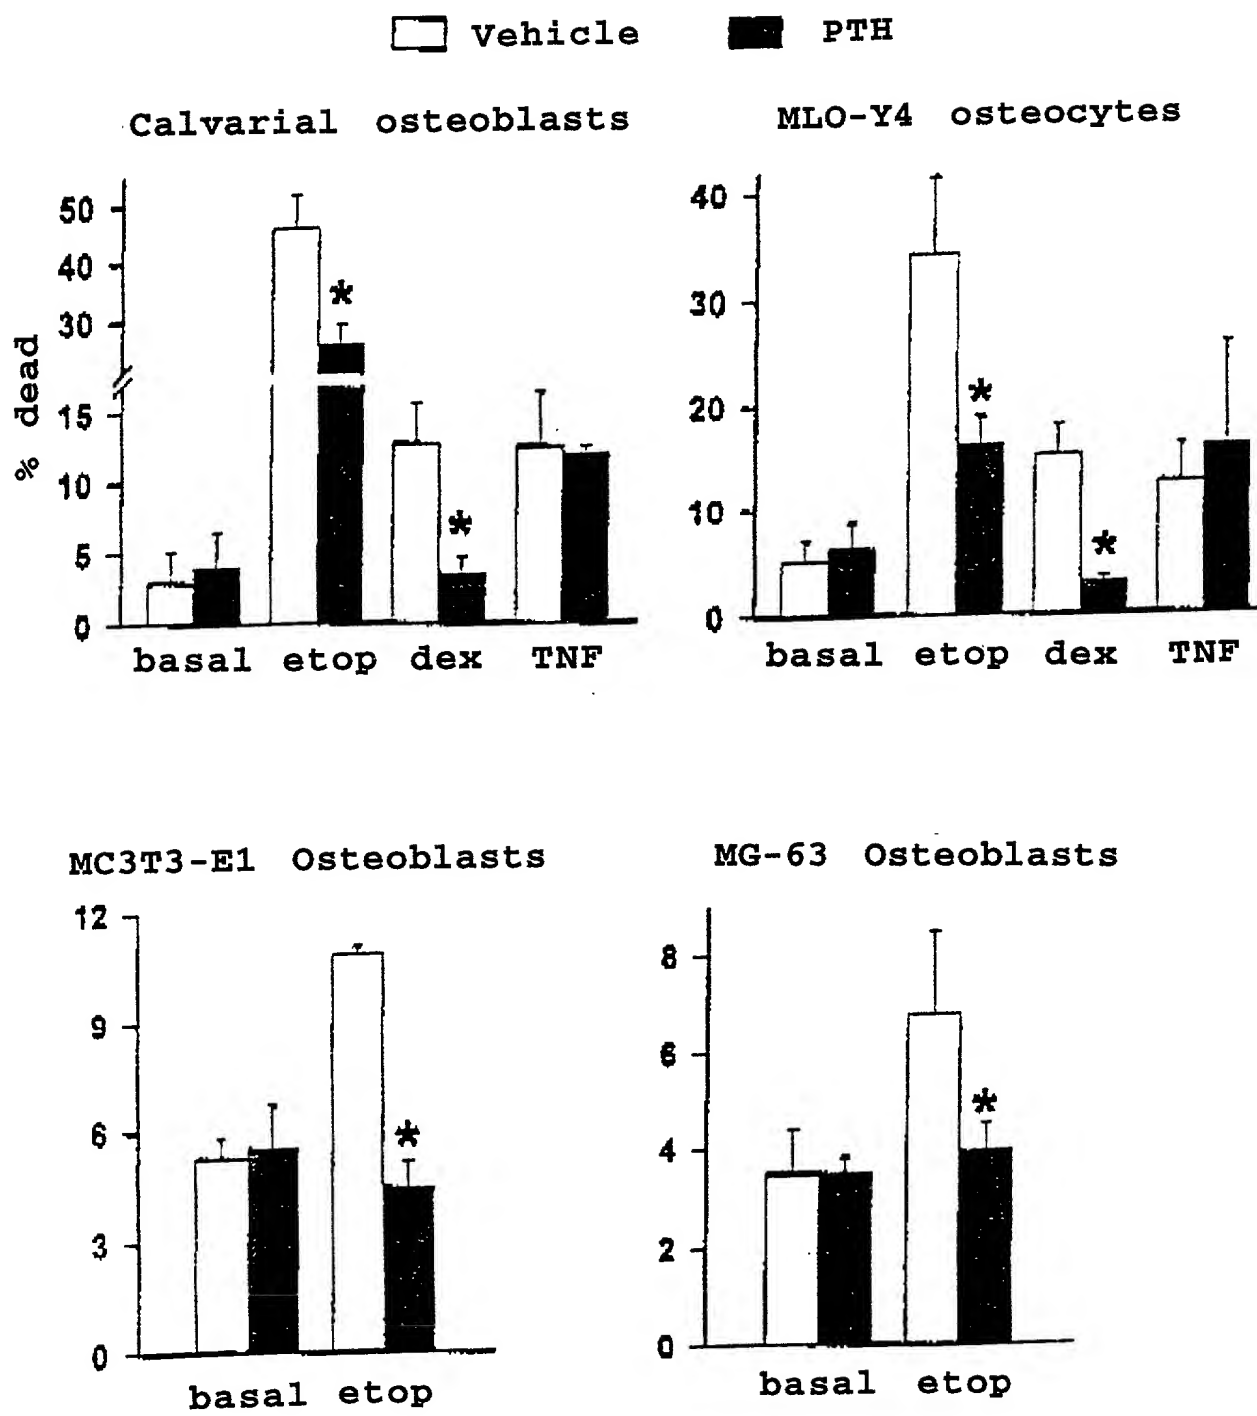 Vehicle PTH
Calvarial osteoblasts
MLO-Y4 osteocytes
% dead
50
40
30
15
10
5
0
*
*
basal etop dex TNF
40
30
20
10
0
*
*
basal etop dex TNF
MC3T3-E1 Osteoblasts
12
9
6
3
0
*
basal etop
MG-63 Osteoblasts
8
6
4
2
0
*
basal etop